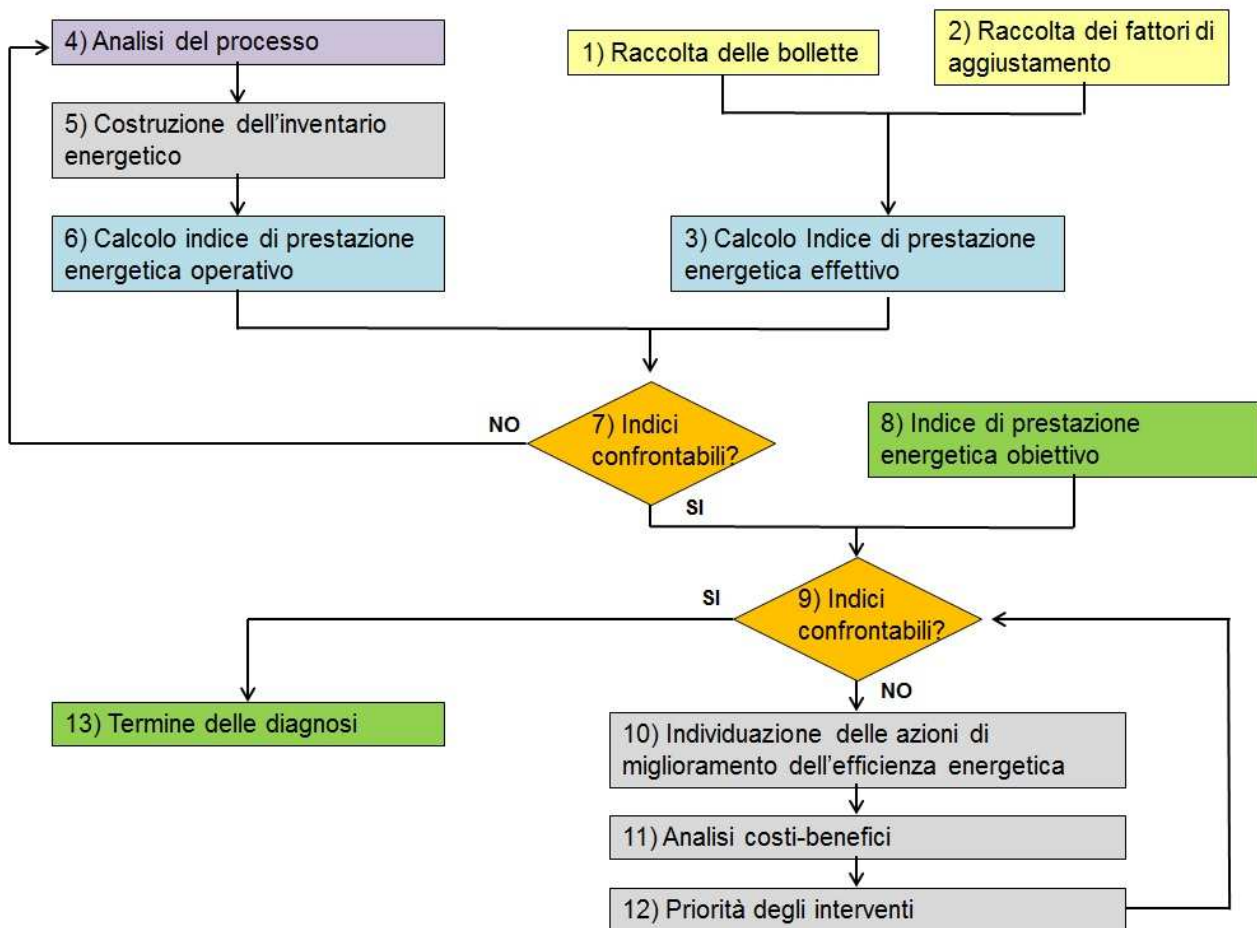 4) Analisi del processo
1) Raccolta delle bollette
2) Raccolta dei fattori di
aggiustamento
5) Costruzione dell'inventario
energetico
6) Calcolo indice di prestazione
energetica operativo
3) Calcolo Indice di prestazione
energetica effettivo
NO
7) Indici
confrontabili?
8) Indice di prestazione
energetica obiettivo
SI
SI
9) Indici
confrontabili?
NO
13) Termine delle diagnosi
10) Individuazione delle azioni di
miglioramento dell'efficienza energetica
11) Analisi costi-benefici
12) Priorità degli interventi